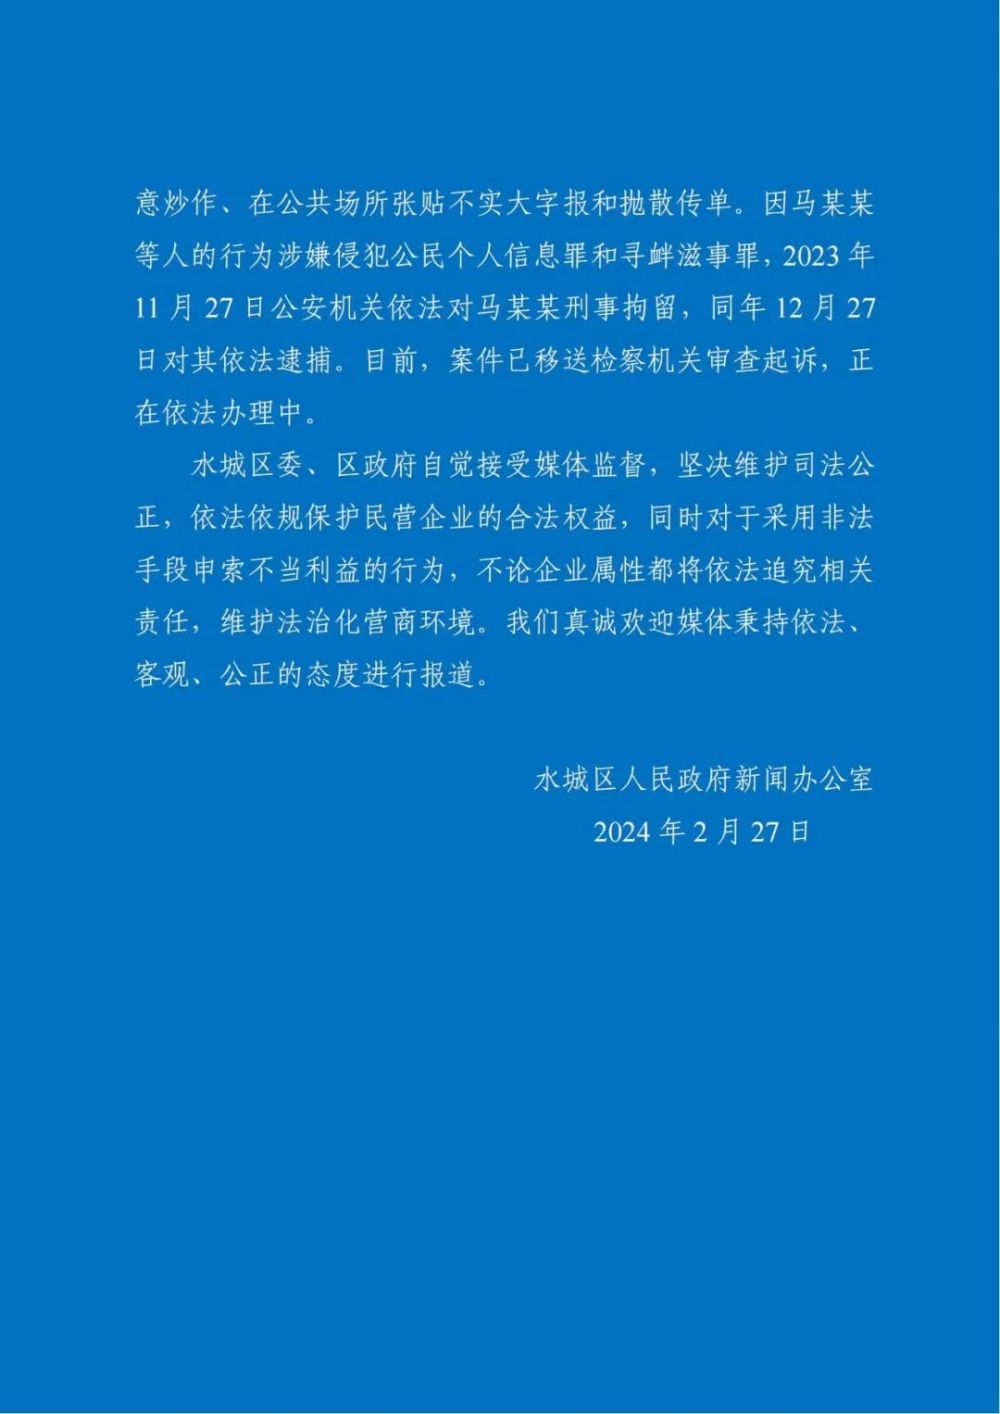 意炒作、在公共场所张贴不实大字报和抛散传单。因马某某
等人的行为涉嫌侵犯公民个人信息罪和寻衅滋事罪，2023 年
11 月 27 日公安机关依法对马某某刑事拘留，同年 12 月 27
日对其依法逮捕。目前，案件已移送检察机关审查起诉，正
在依法办理中。
水城区委、区政府自觉接受媒体监督，坚决维护司法公
正，依法依规保护民营企业的合法权益，同时对于采用非法
手段申索不当利益的行为，不论企业属性都将依法追究相关
责任，维护法治化营商环境。我们真诚欢迎媒体秉持依法、
客观、公正的态度进行报道。
水城区人民政府新闻办公室
2024 年 2 月 27 日